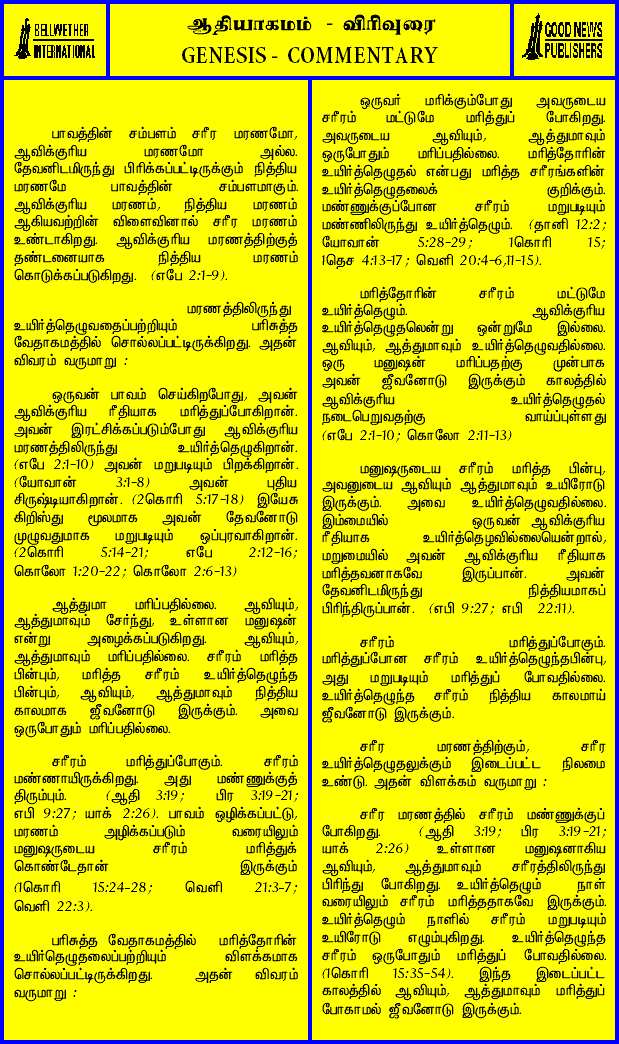 BELLWETHER
INTERNATIONAL
ஆதியாகமம் - விரிவுரை
GENESIS - COMMENTARY
GOOD NEWS
PUBLISHERS
பாவத்தின் சம்பளம் சரீர மரணமோ,
ஆவிக்குரிய மரணமோ அல்ல.
தேவனிடமிருந்து பிரிக்கப்பட்டிருக்கும் நித்திய
மரணமே பாவத்தின் சம்பளமாகும்.
ஆவிக்குரிய மரணம், நித்திய மரணம்
ஆகியவற்றின் விளைவினால் சரீர மரணம்
உண்டாகிறது. ஆவிக்குரிய மரணத்திற்குத்
தண்டனையாக நித்திய மரணம்
கொடுக்கப்படுகிறது. (எபே 2:1-9).
மரணத்திலிருந்து
உயிர்த்தெழுவதைப்பற்றியும் பரிசுத்த
வேதாகமத்தில் சொல்லப்பட்டிருக்கிறது. அதன்
விவரம் வருமாறு :
ஒருவன் பாவம் செய்கிறபோது, அவன்
ஆவிக்குரிய ரீதியாக மரித்துப்போகிறான்.
அவன் இரட்சிக்கப்படும்போது ஆவிக்குரிய
மரணத்திலிருந்து உயிர்த்தெழுகிறான்.
(எபே 2:1-10) அவன் மறுபடியும் பிறக்கிறான்.
(யோவான் 3:1-8) அவன் புதிய
சிருஷ்டியாகிறான். (2கொரி 5:17-18) இயேசு
கிறிஸ்து மூலமாக அவன் தேவனோடு
முழுவதுமாக மறுபடியும் ஒப்புரவாகிறான்.
(2கொரி 5:14-21; எபே 2:12-16;
கொலோ 1:20-22; கொலோ 2:6-13)
ஆத்துமா மரிப்பதில்லை. ஆவியும்,
ஆத்துமாவும் சேர்ந்து, உள்ளான மனுஷன்
என்று அழைக்கப்படுகிறது. ஆவியும்,
ஆத்துமாவும் மரிப்பதில்லை. சரீரம் மரித்த
பின்பும், மரித்த சரீரம் உயிர்த்தெழுந்த
பின்பும், ஆவியும், ஆத்துமாவும் நித்திய
காலமாக ஜீவனோடு இருக்கும். அவை
ஒருபோதும் மரிப்பதில்லை.
சரீரம் மரித்துப்போகும். சரீரம்
மண்ணாயிருக்கிறது. அது மண்ணுக்குத்
திரும்பும். (ஆதி 3:19; பிர 3:19-21;
எபி 9:27; யாக் 2:26). பாவம் ஒழிக்கப்பட்டு,
மரணம் அழிக்கப்படும் வரையிலும்
மனுஷருடைய சரீரம் மரித்துக்
கொண்டேதான் இருக்கும்
(1கொரி 15:24-28; வெளி 21:3-7;
வெளி 22:3).
பரிசுத்த வேதாகமத்தில் மரித்தோரின்
உயிர்தெழுதலைப்பற்றியும் விளக்கமாக
சொல்லப்பட்டிருக்கிறது. அதன் விவரம்
வருமாறு :
ஒருவர் மரிக்கும்போது அவருடைய
சரீரம் மட்டுமே மரித்துப் போகிறது.
அவருடைய ஆவியும், ஆத்துமாவும்
ஒருபோதும் மரிப்பதில்லை. மரித்தோரின்
உயிர்த்தெழுதல் என்பது மரித்த சரீரங்களின்
உயிர்த்தெழுதலைக் குறிக்கும்.
மண்ணுக்குப்போன சரீரம் மறுபடியும்
மண்ணிலிருந்து உயிர்த்தெழும். (தானி 12:2;
யோவான் 5:28-29; 1கொரி 15;
1தெச 4:13-17; வெளி 20:4-6,11-15).
மரித்தோரின் சரீரம் மட்டுமே
உயிர்த்தெழும். ஆவிக்குரிய
உயிர்த்தெழுதலென்று ஒன்றுமே இல்லை.
ஆவியும், ஆத்துமாவும் உயிர்த்தெழுவதில்லை.
ஒரு மனுஷன் மரிப்பதற்கு முன்பாக
அவன் ஜீவனோடு இருக்கும் காலத்தில்
ஆவிக்குரிய உயிர்த்தெழுதல்
நடைபெறுவதற்கு வாய்ப்புள்ளது
(எபே 2:1-10; கொலோ 2:11-13)
மனுஷருடைய சரீரம் மரித்த பின்பு,
அவனுடைய ஆவியும் ஆத்துமாவும் உயிரோடு
இருக்கும். அவை உயிர்த்தெழுவதில்லை.
இம்மையில் ஒருவன் ஆவிக்குரிய
ரீதியாக உயிர்த்தெழவில்லையென்றால்,
மறுமையில் அவன் ஆவிக்குரிய ரீதியாக
மரித்தவனாகவே இருப்பான். அவன்
தேவனிடமிருந்து நித்தியமாகப்
பிரிந்திருப்பான். (எபி 9:27; எபி 22:11).
சரீரம் மரித்துப்போகும்.
மரித்துப்போன சரீரம் உயிர்த்தெழுந்தபின்பு,
அது மறுபடியும் மரித்துப் போவதில்லை.
உயிர்த்தெழுந்த சரீரம் நித்திய காலமாய்
ஜீவனோடு இருக்கும்.
சரீர மரணத்திற்கும், சரீர
உயிர்த்தெழுதலுக்கும் இடைப்பட்ட நிலமை
உண்டு. அதன் விளக்கம் வருமாறு :
சரீர மரணத்தில் சரீரம் மண்ணுக்குப்
போகிறது. (ஆதி 3:19; பிர 3:19-21;
யாக் 2:26) உள்ளான மனுஷனாகிய
ஆவியும், ஆத்துமாவும் சரீரத்திலிருந்து
பிரிந்து போகிறது. உயிர்த்தெழும் நாள்
வரையிலும் சரீரம் மரித்ததாகவே இருக்கும்.
உயிர்த்தெழும் நாளில் சரீரம் மறுபடியும்
உயிரோடு எழும்புகிறது. உயிர்த்தெழுந்த
சரீரம் ஒருபோதும் மரித்துப் போவதில்லை.
(1கொரி 15:35-54). இந்த இடைப்பட்ட
காலத்தில் ஆவியும், ஆத்துமாவும் மரித்துப்
போகாமல் ஜீவனோடு இருக்கும்.